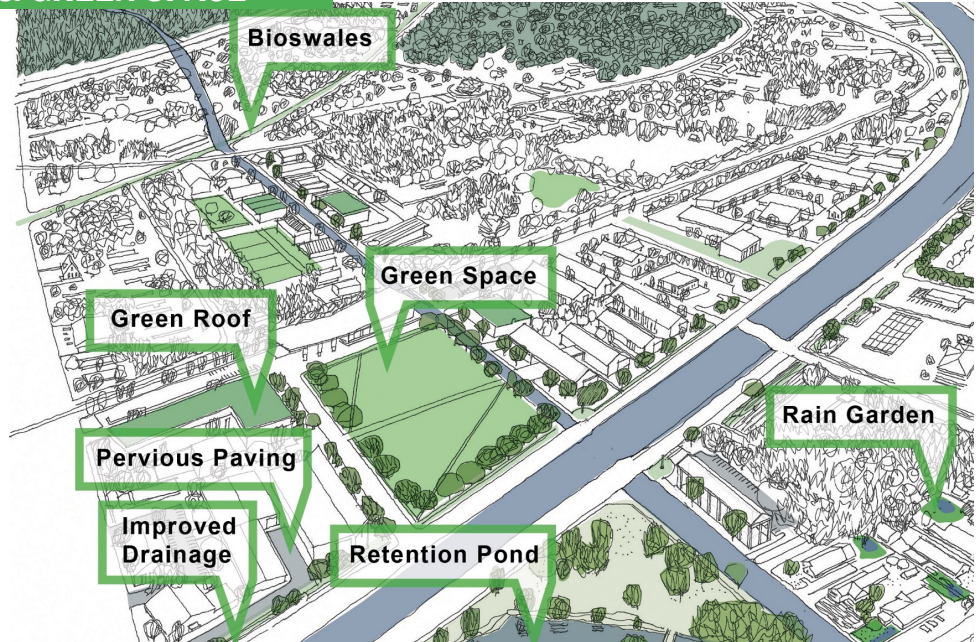 Bioswales
Green Space
Green Roof
Rain Garden
Pervious Paving
Improved
Drainage
Retention Pond